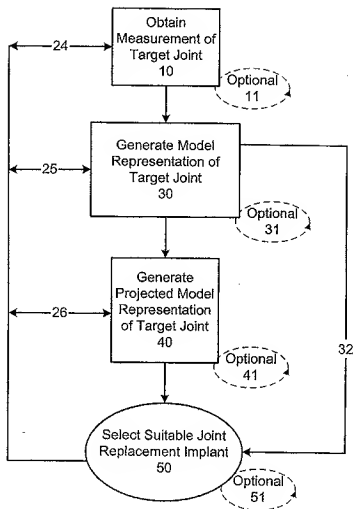 Obtain
Measurement of
Target Joint
10
24
Optional
11
Generate Model
Representation of
Target Joint
30
25
Optional
31
Generate
Projected Model
Representation
of Target Joint
40
26
32
Optional
41
Select Suitable Joint
Replacement Implant
50
Optional
51